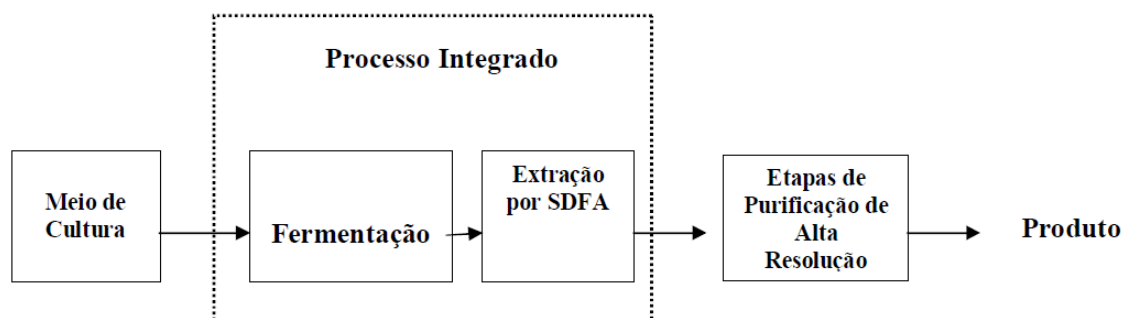 Processo Integrado
Meio de
Cultura
Fermentação
Extração
por SDFA
Etapas de
Purificação de
Alta
Resolução
Produto